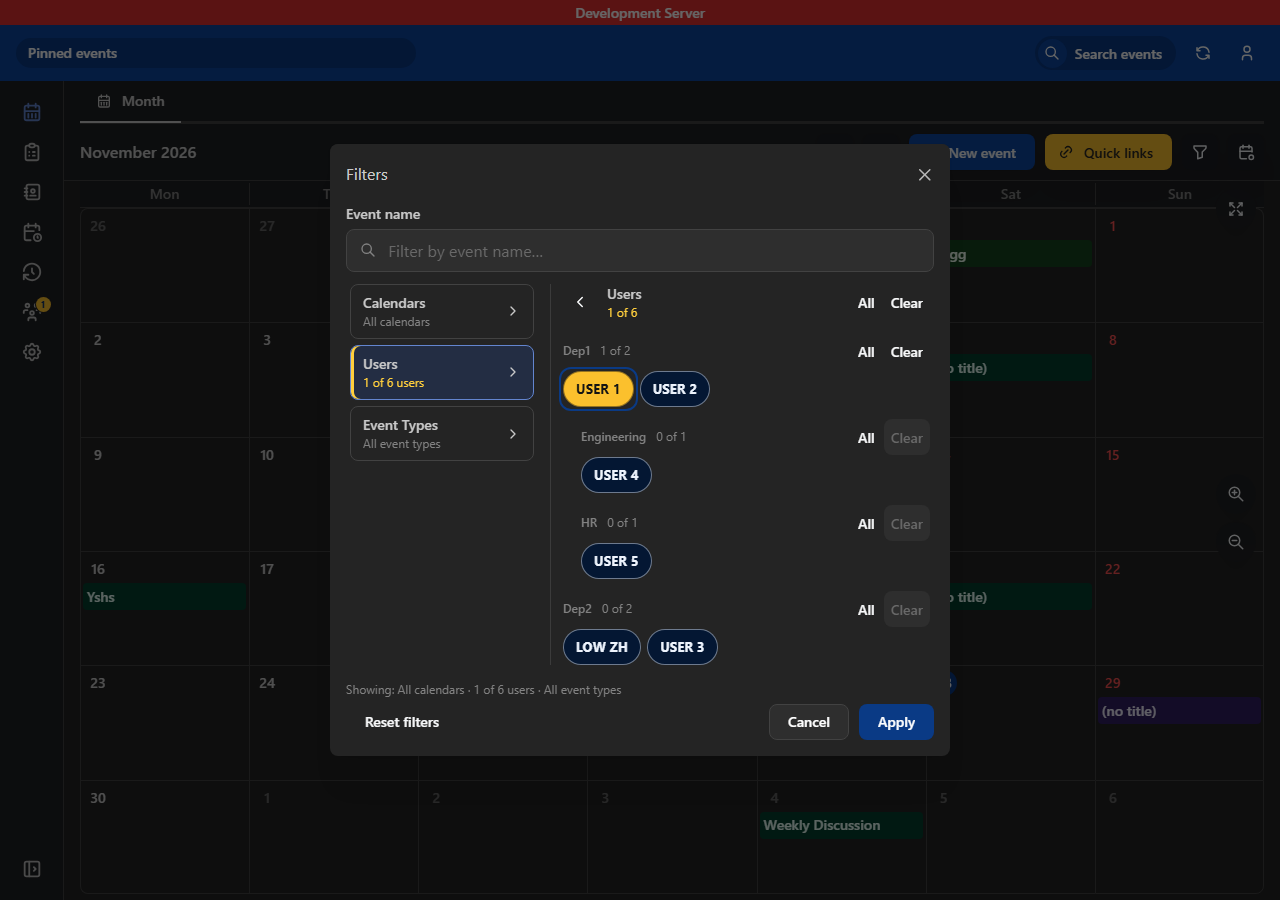 Development Server
Pinned events
Search events
Month
November 2026
New event
Quick links
Mon
T
Sat
Sun
26
27
1
gg
2
3
8
title)
9
10
15
16
17
22
Yshs
title)
23
24
29
(no title)
30
1
2
3
4
5
6
Weekly Discussion
1
Filters
Event name
Filter by event name...
Calendars
All calendars
Users
1 of 6 users
Event Types
All event types
Users
1 of 6
All Clear
Dep1 1 of 2
All Clear
USER 1 USER 2
Engineering 0 of 1
All Clear
USER 4
HR 0 of 1
All Clear
USER 5
Dep2 0 of 2
All Clear
LOW ZH USER 3
Showing: All calendars · 1 of 6 users · All event types
Reset filters
Cancel
Apply